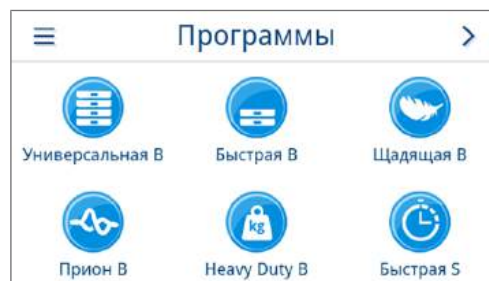 Программы
Универсальная B Быстрая B Щадящая B
kg
Прион B Heavy Duty B Быстрая S